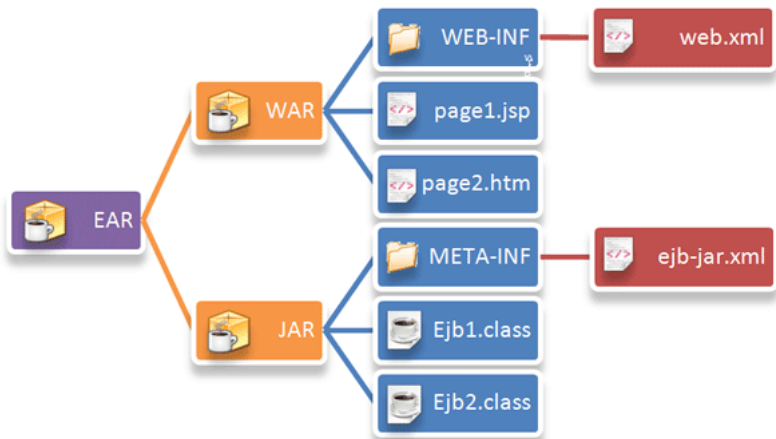 WEB-INF
web.xml
WAR
page1.jsp
page2.htm
EAR
META-INF
ejb-jar.xml
JAR
Ejb1.class
Ejb2.class